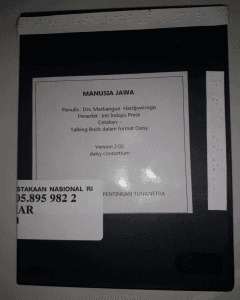 MANUSIA JAWA
Penulis : Drs. Marbangun Hardjowirogo
Penerbit : Inti Indayu Press
Cetakan: -
Talking Book dalam format Daisy
Version 2.02
daisy consortium
PENTINGAN TUNANETRA
STAKAAN NASIONAL RI
05.895 982 2
AR